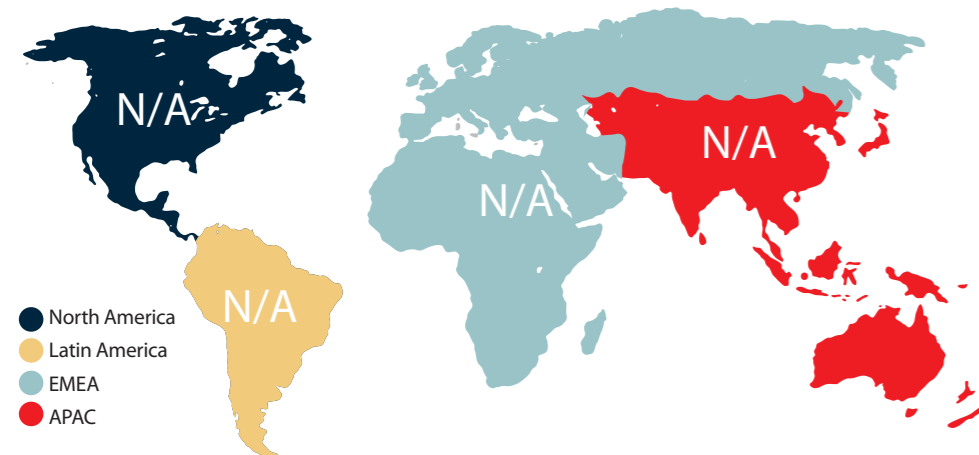 N/A
N/A
N/A
N/A
North America
Latin America
EMEA
APAC